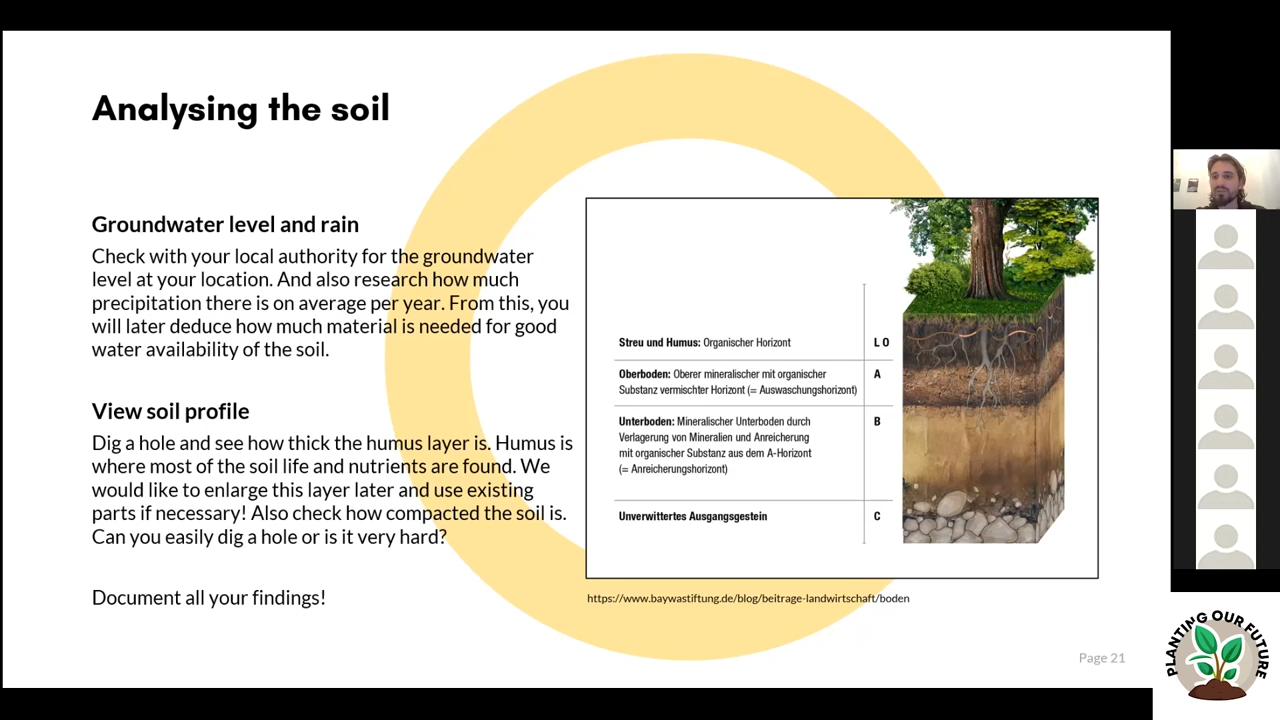 Analysing the soil
Groundwater level and rain
Check with your local authority for the groundwater
level at your location. And also research how much
precipitation there is on average per year. From this, you
will later deduce how much material is needed for good
water availability of the soil.
View soil profile
Dig a hole and see how thick the humus layer is. Humus is
where most of the soil life and nutrients are found. We
would like to enlarge this layer later and use existing
parts if necessary! Also check how compacted the soil is.
Can you easily dig a hole or is it very hard?
Document all your findings!
Streu und Humus: Organischer Horizont L O
Oberboden: Oberer mineralischer mit organischer A
Substanz vermischter Horizont (= Auswaschungshorizont)
Unterboden: Mineralischer Unterboden durch B
Verlagerung von Mineralien und Anreicherung
mit organischer Substanz aus dem A-Horizont
(= Anreicherungshorizont)
Unverwittertes Ausgangsgestein C
https://www.baywastiftung.de/blog/beitrage-landwirtschaft/boden
Page 21
PLANTING OUR FUTURE